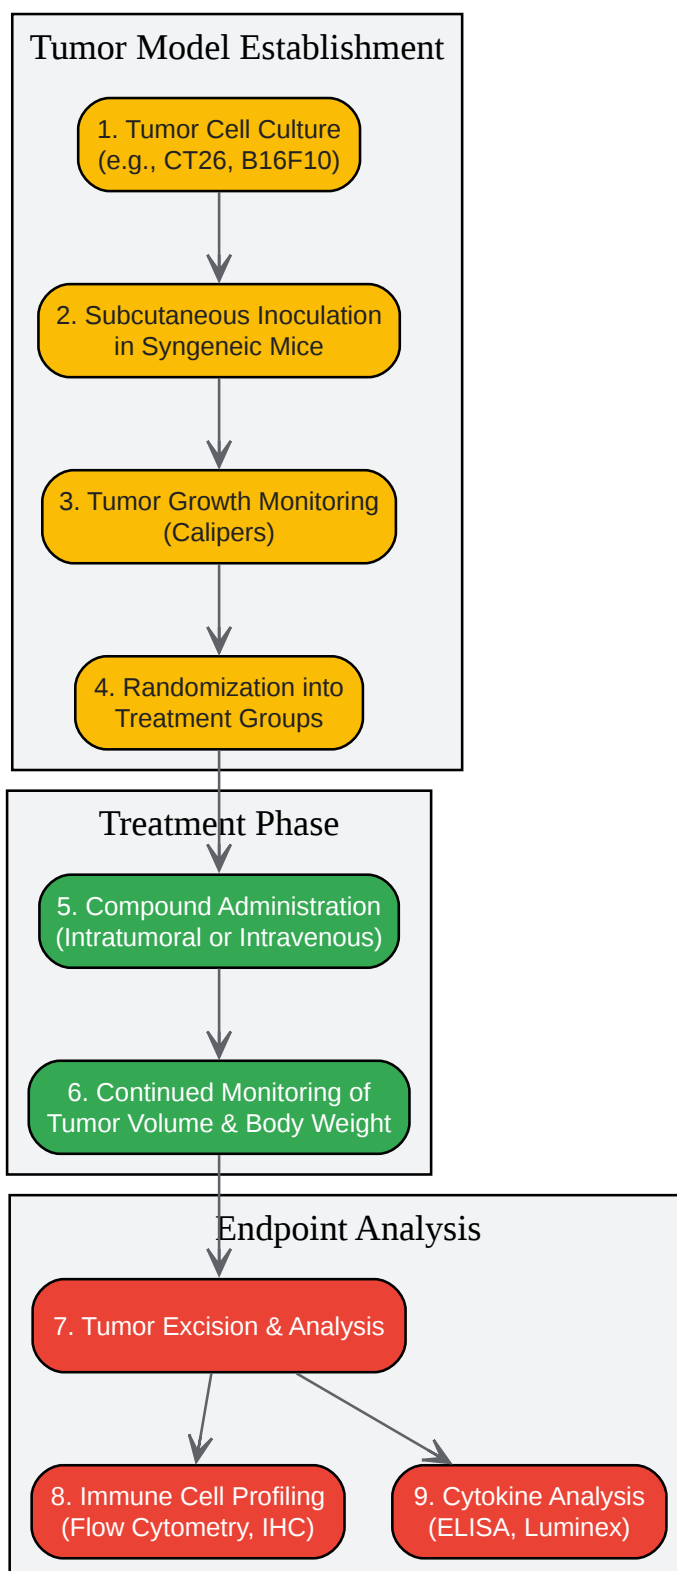 Tumor Model Establishment
1. Tumor Cell Culture
(e.g., CT26, B16F10)
2. Subcutaneous Inoculation
in Syngeneic Mice
3. Tumor Growth Monitoring
(Calipers)
4. Randomization into
Treatment Groups
Treatment Phase
5. Compound Administration
(Intratumoral or Intravenous)
6. Continued Monitoring of
Tumor Volume & Body Weight
Endpoint Analysis
7. Tumor Excision & Analysis
8. Immune Cell Profiling
(Flow Cytometry, IHC)
9. Cytokine Analysis
(ELISA, Luminex)